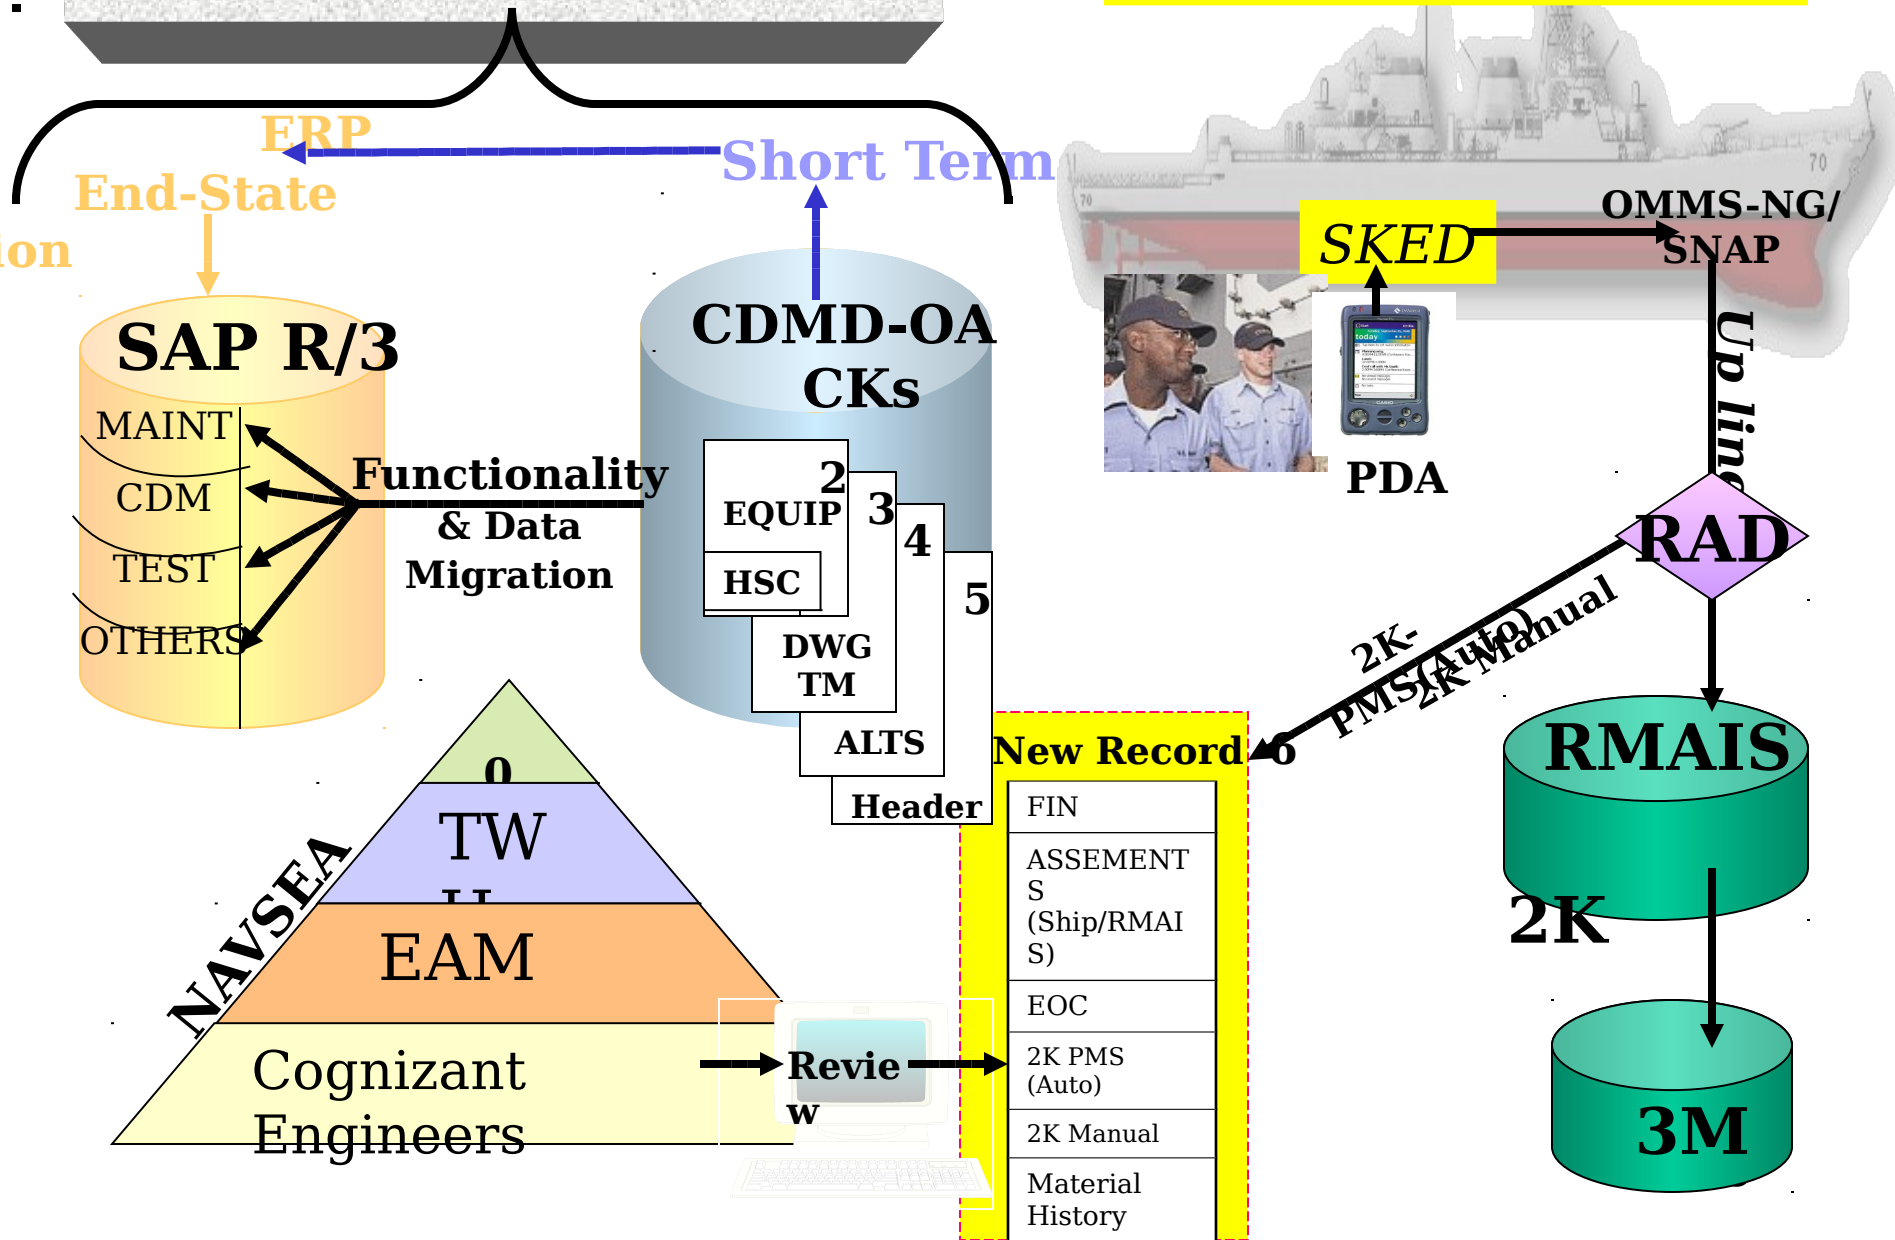 ERP
Short Term
End-State
ion
SAP R/3
MAINT
CDM
TEST
OTHERS
Functionality
& Data
Migration
CDMD-OA
CKs
2
EQUIP
HSC
3
DWG
TM
4
ALTS
5
Header
70
70
SKED
OMMS-NG/
SNAP
today
PDA
Up line
RAD
2K-
PMS(Auto)
2K Manual
RMAIS
2K
3M
New Record 6
FIN
ASSEMENT
S
(Ship/RMAI
S)
EOC
2K PMS
(Auto)
2K Manual
Material
History
NAVSEA
0
TW
H
EAM
Cognizant
Engineers
Revie
w